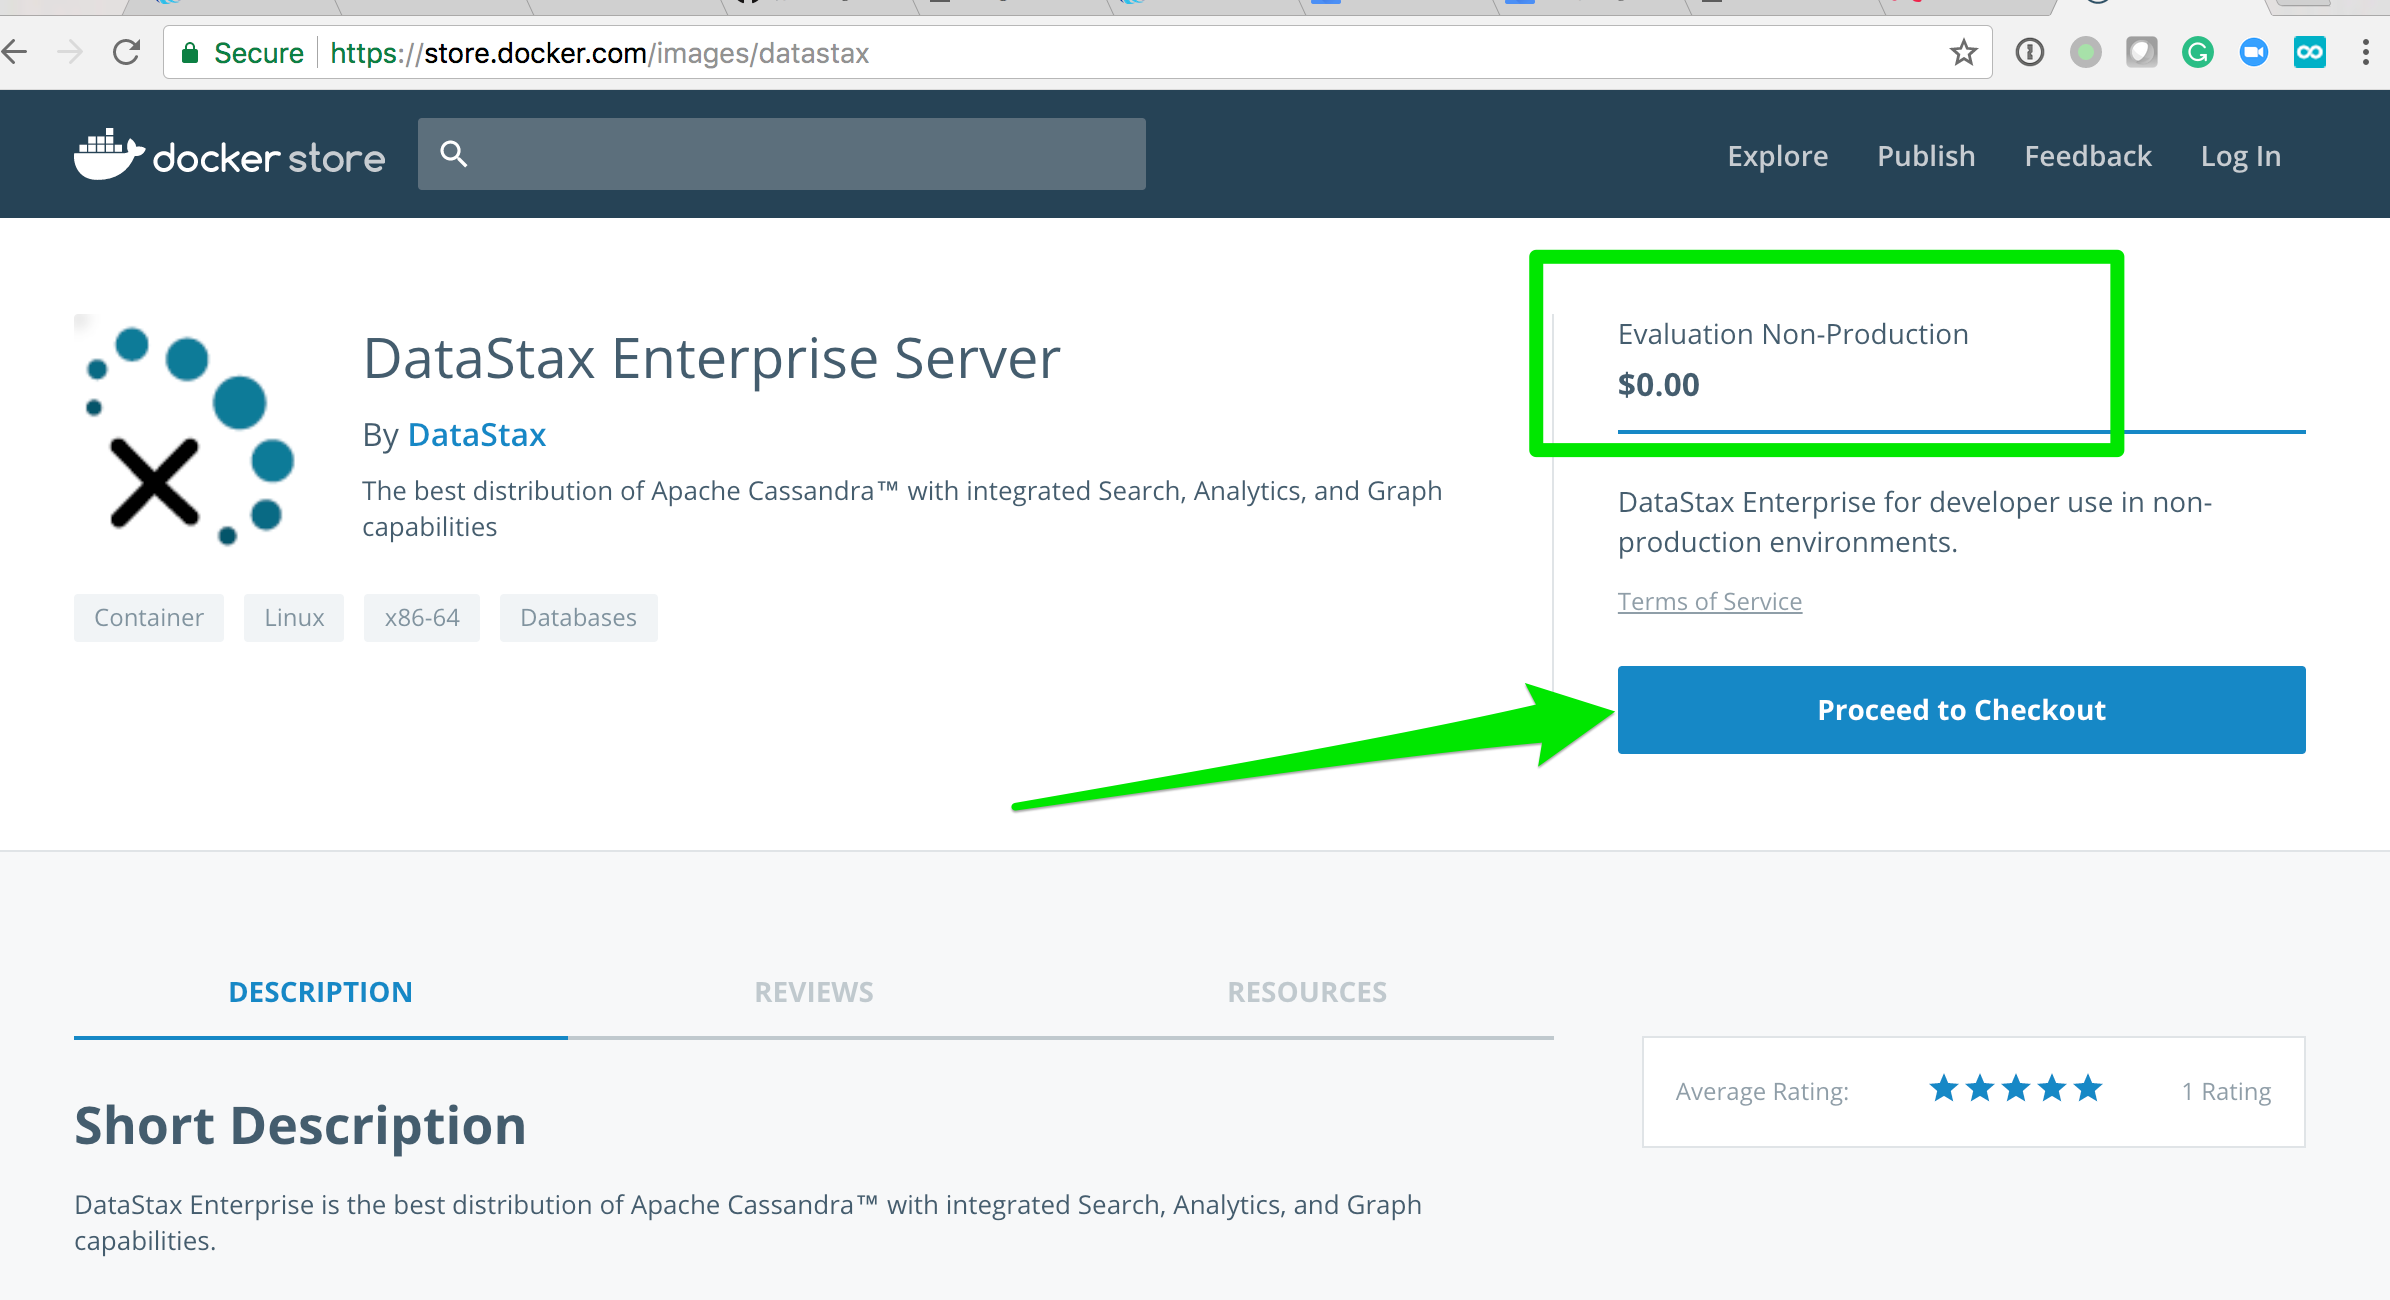 Secure https://store.docker.com/images/datastax
docker store
Explore Publish Feedback Log In
DataStax Enterprise Server
By DataStax
The best distribution of Apache Cassandra™ with integrated Search, Analytics, and Graph
capabilities
Container Linux x86-64 Databases
Evaluation Non-Production
$0.00
DataStax Enterprise for developer use in non-
production environments.
Terms of Service
Proceed to Checkout
DESCRIPTION REVIEWS RESOURCES
Short Description
DataStax Enterprise is the best distribution of Apache Cassandra™ with integrated Search, Analytics, and Graph
capabilities.
Average Rating: 1 Rating